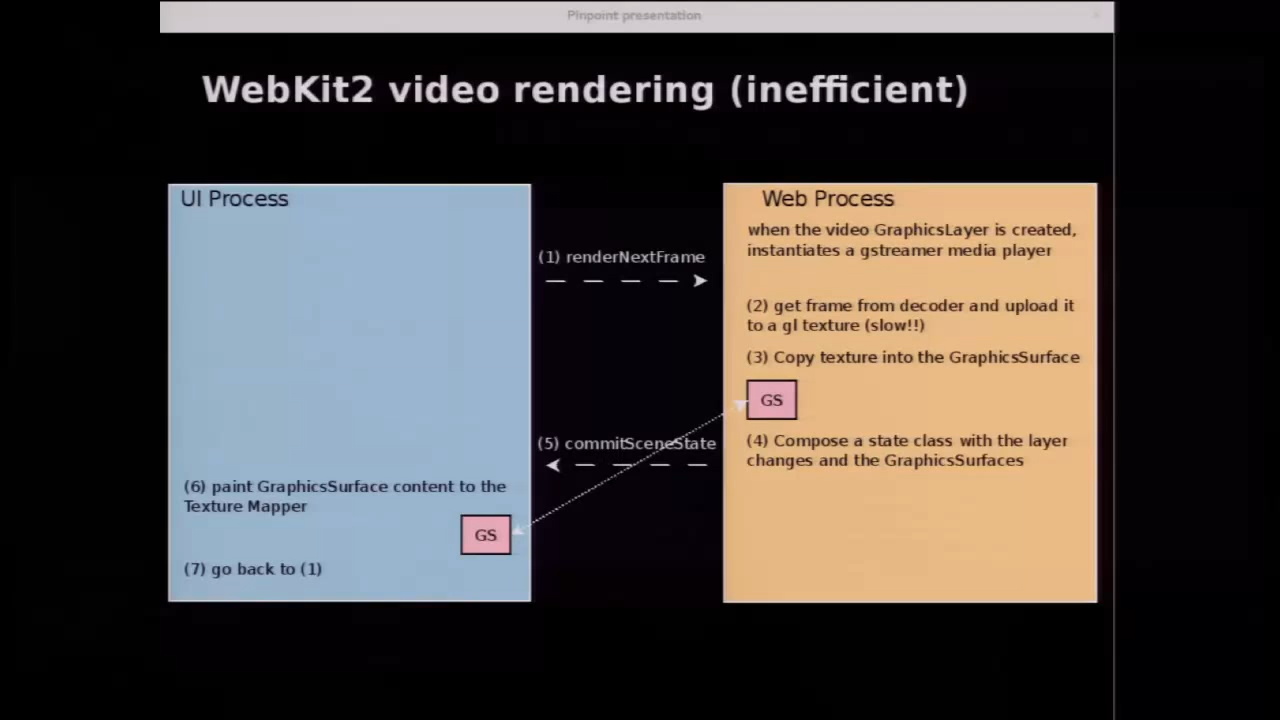 Pinpoint presentation
WebKit2 video rendering (inefficient)
UI Process
(6) paint GraphicsSurface content to the
Texture Mapper
GS
(7) go back to (1)
(1) renderNextFrame
(5) commitSceneState
Web Process
when the video GraphicsLayer is created,
instantiates a gstreamer media player
(2) get frame from decoder and upload it
to a gl texture (slow!!)
(3) Copy texture into the GraphicsSurface
GS
(4) Compose a state class with the layer
changes and the GraphicsSurfaces